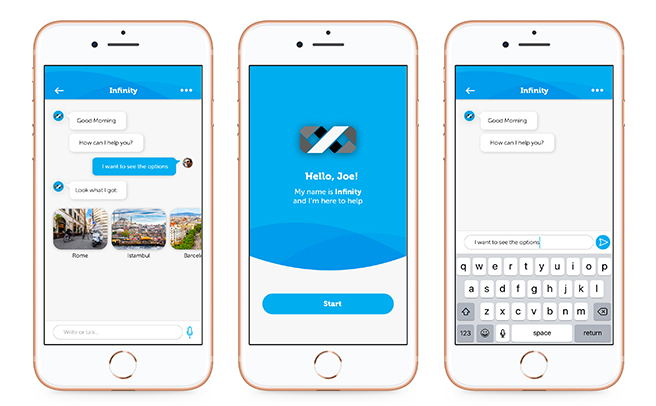 Infinity
Good Morning
How can I help you?
I want to see the options
Look what I got:
Rome
Istambul
Barcel
Write or talk...
Hello, Joe!
My name is Infinity
and I'm here to help
Start
Infinity
Good Morning
How can I help you?
I want to see the options
q w e r t y u i o p
a s d f g h j k l
z x c v b n m
123 space return